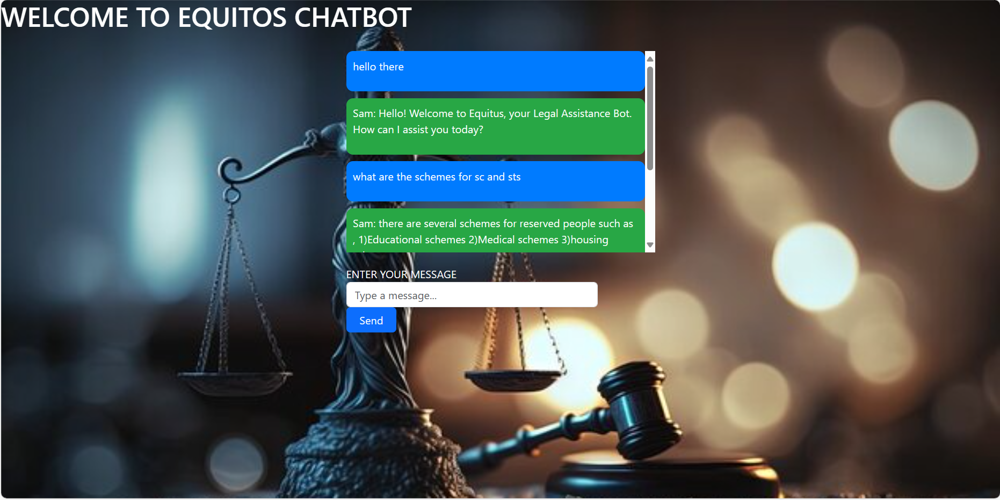 WELCOME TO EQUITOS CHATBOT
hello there
Sam: Hello! Welcome to Equitus, your Legal Assistance Bot.
How can I assist you today?
what are the schemes for sc and sts
Sam: there are several schemes for reserved people such as
, 1)Educational schemes 2)Medical schemes 3)housing
ENTER YOUR MESSAGE
Type a message...
Send